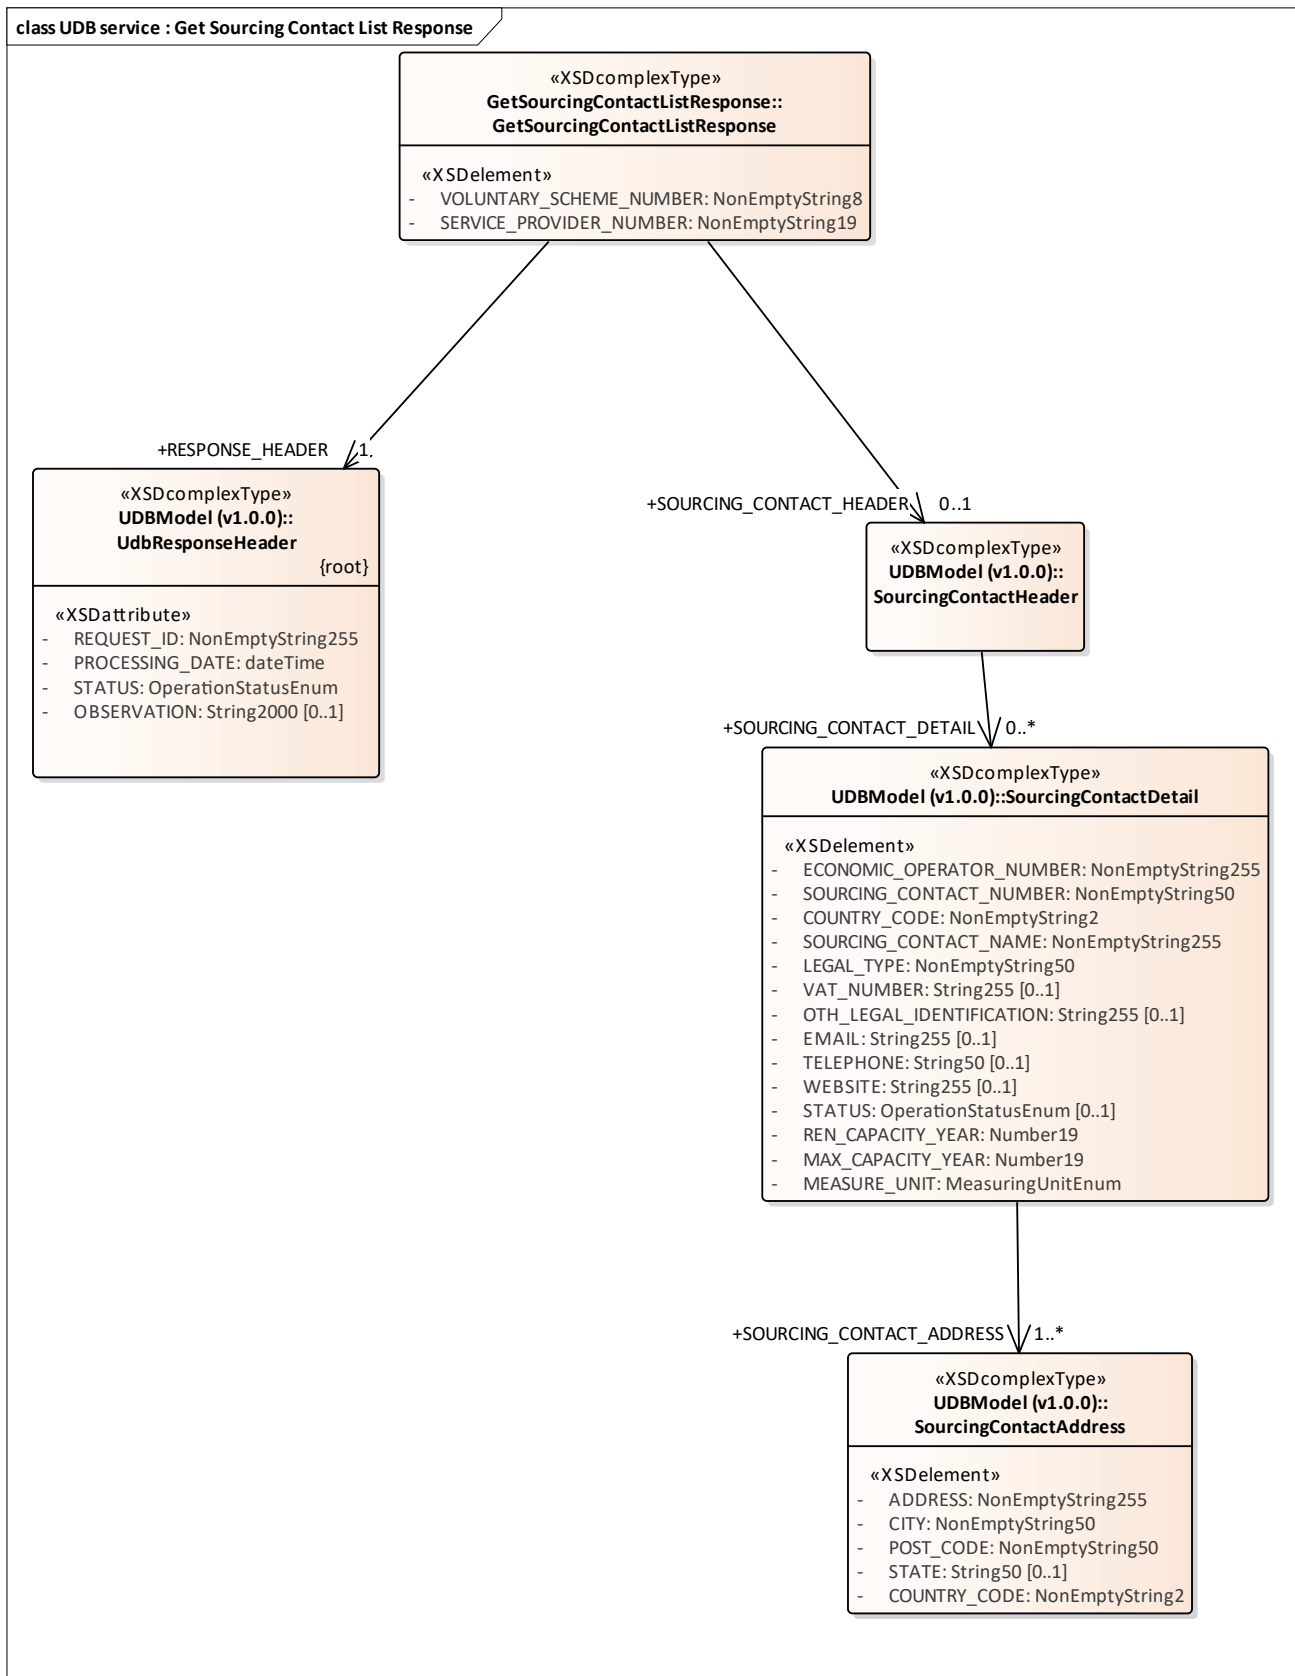 class UDB service : Get Sourcing Contact List Response
«XSDcomplexType»
GetSourcingContactListResponse::
GetSourcingContactListResponse
«XSDelement»
- VOLUNTARY_SCHEME_NUMBER: NonEmptyString8
- SERVICE_PROVIDER_NUMBER: NonEmptyString19
+RESPONSE_HEADER 1.
«XSDcomplexType»
UDBModel (v1.0.0)::
UdbResponseHeader
{root}
«XSDattribute»
- REQUEST_ID: NonEmptyString255
- PROCESSING_DATE: dateTime
- STATUS: OperationStatusEnum
- OBSERVATION: String2000 [0..1]
+SOURCING_CONTACT_HEADER 0..1
«XSDcomplexType»
UDBModel (v1.0.0)::
SourcingContactHeader
+SOURCING_CONTACT_DETAIL 0..*
«XSDcomplexType»
UDBModel (v1.0.0)::SourcingContactDetail
«XSDelement»
- ECONOMIC_OPERATOR_NUMBER: NonEmptyString255
- SOURCING_CONTACT_NUMBER: NonEmptyString50
- COUNTRY_CODE: NonEmptyString2
- SOURCING_CONTACT_NAME: NonEmptyString255
- LEGAL_TYPE: NonEmptyString50
- VAT_NUMBER: String255 [0..1]
- OTH_LEGAL_IDENTIFICATION: String255 [0..1]
- EMAIL: String255 [0..1]
- TELEPHONE: String50 [0..1]
- WEBSITE: String255 [0..1]
- STATUS: OperationStatusEnum [0..1]
- REN_CAPACITY_YEAR: Number19
- MAX_CAPACITY_YEAR: Number19
- MEASURE_UNIT: MeasuringUnitEnum
+SOURCING_CONTACT_ADDRESS 1..*
«XSDcomplexType»
UDBModel (v1.0.0)::
SourcingContactAddress
«XSDelement»
- ADDRESS: NonEmptyString255
- CITY: NonEmptyString50
- POST_CODE: NonEmptyString50
- STATE: String50 [0..1]
- COUNTRY_CODE: NonEmptyString2